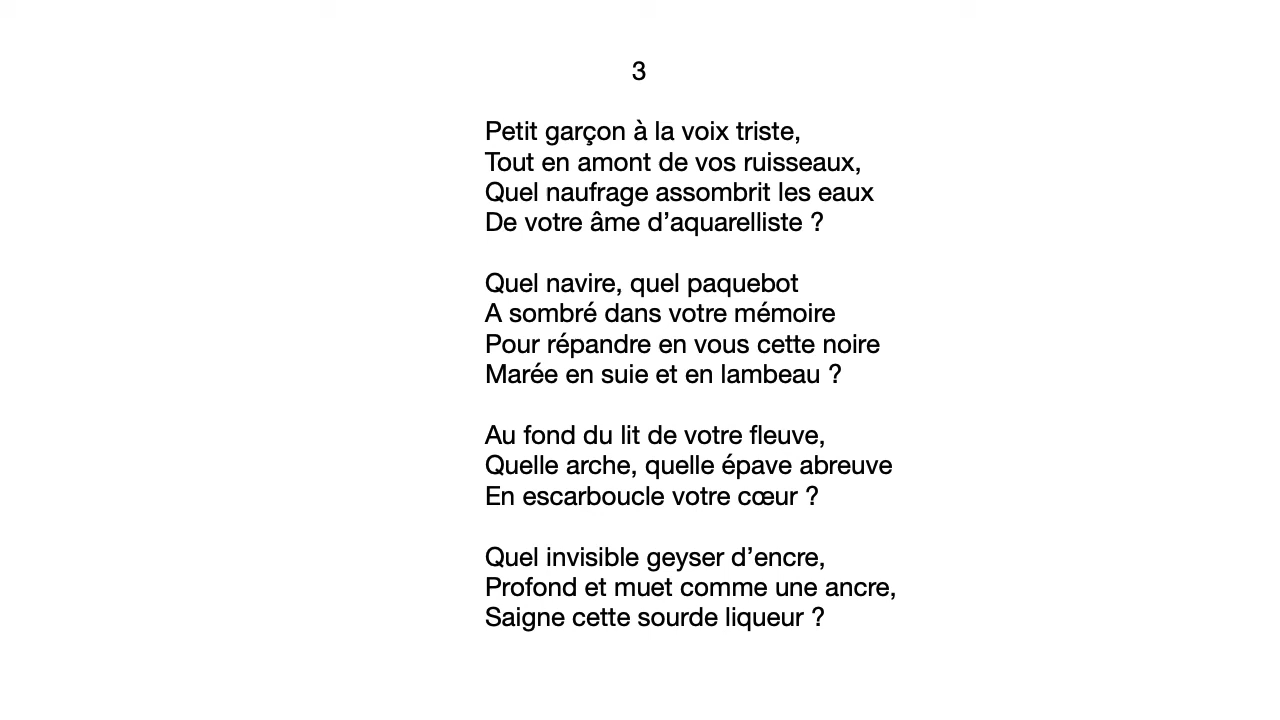 3
Petit garçon à la voix triste,
Tout en amont de vos ruisseaux,
Quel naufrage assombrit les eaux
De votre âme d’aquarelliste ?
Quel navire, quel paquebot
A sombré dans votre mémoire
Pour répandre en vous cette noire
Marée en suie et en lambeau ?
Au fond du lit de votre fleuve,
Quelle arche, quelle épave abreuve
En escarboucle votre cœur ?
Quel invisible geyser d’encre,
Profond et muet comme une ancre,
Saigne cette sourde liqueur ?